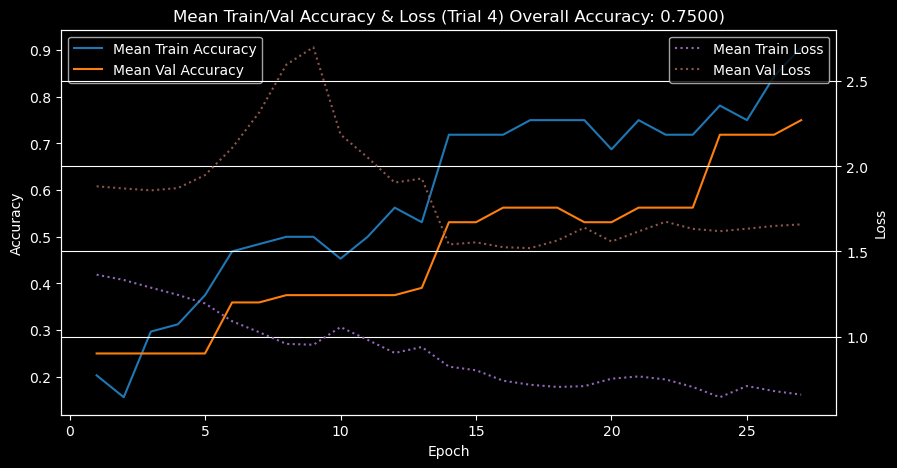 Mean Train/Val Accuracy & Loss (Trial 4) Overall Accuracy: 0.7500)
Mean Train Accuracy
Mean Val Accuracy
Mean Train Loss
Mean Val Loss
Accuracy
0.9
0.8
0.7
0.6
0.5
0.4
0.3
0.2
2.5
2.0
1.5
1.0
Loss
0 5 10 15 20 25
Epoch